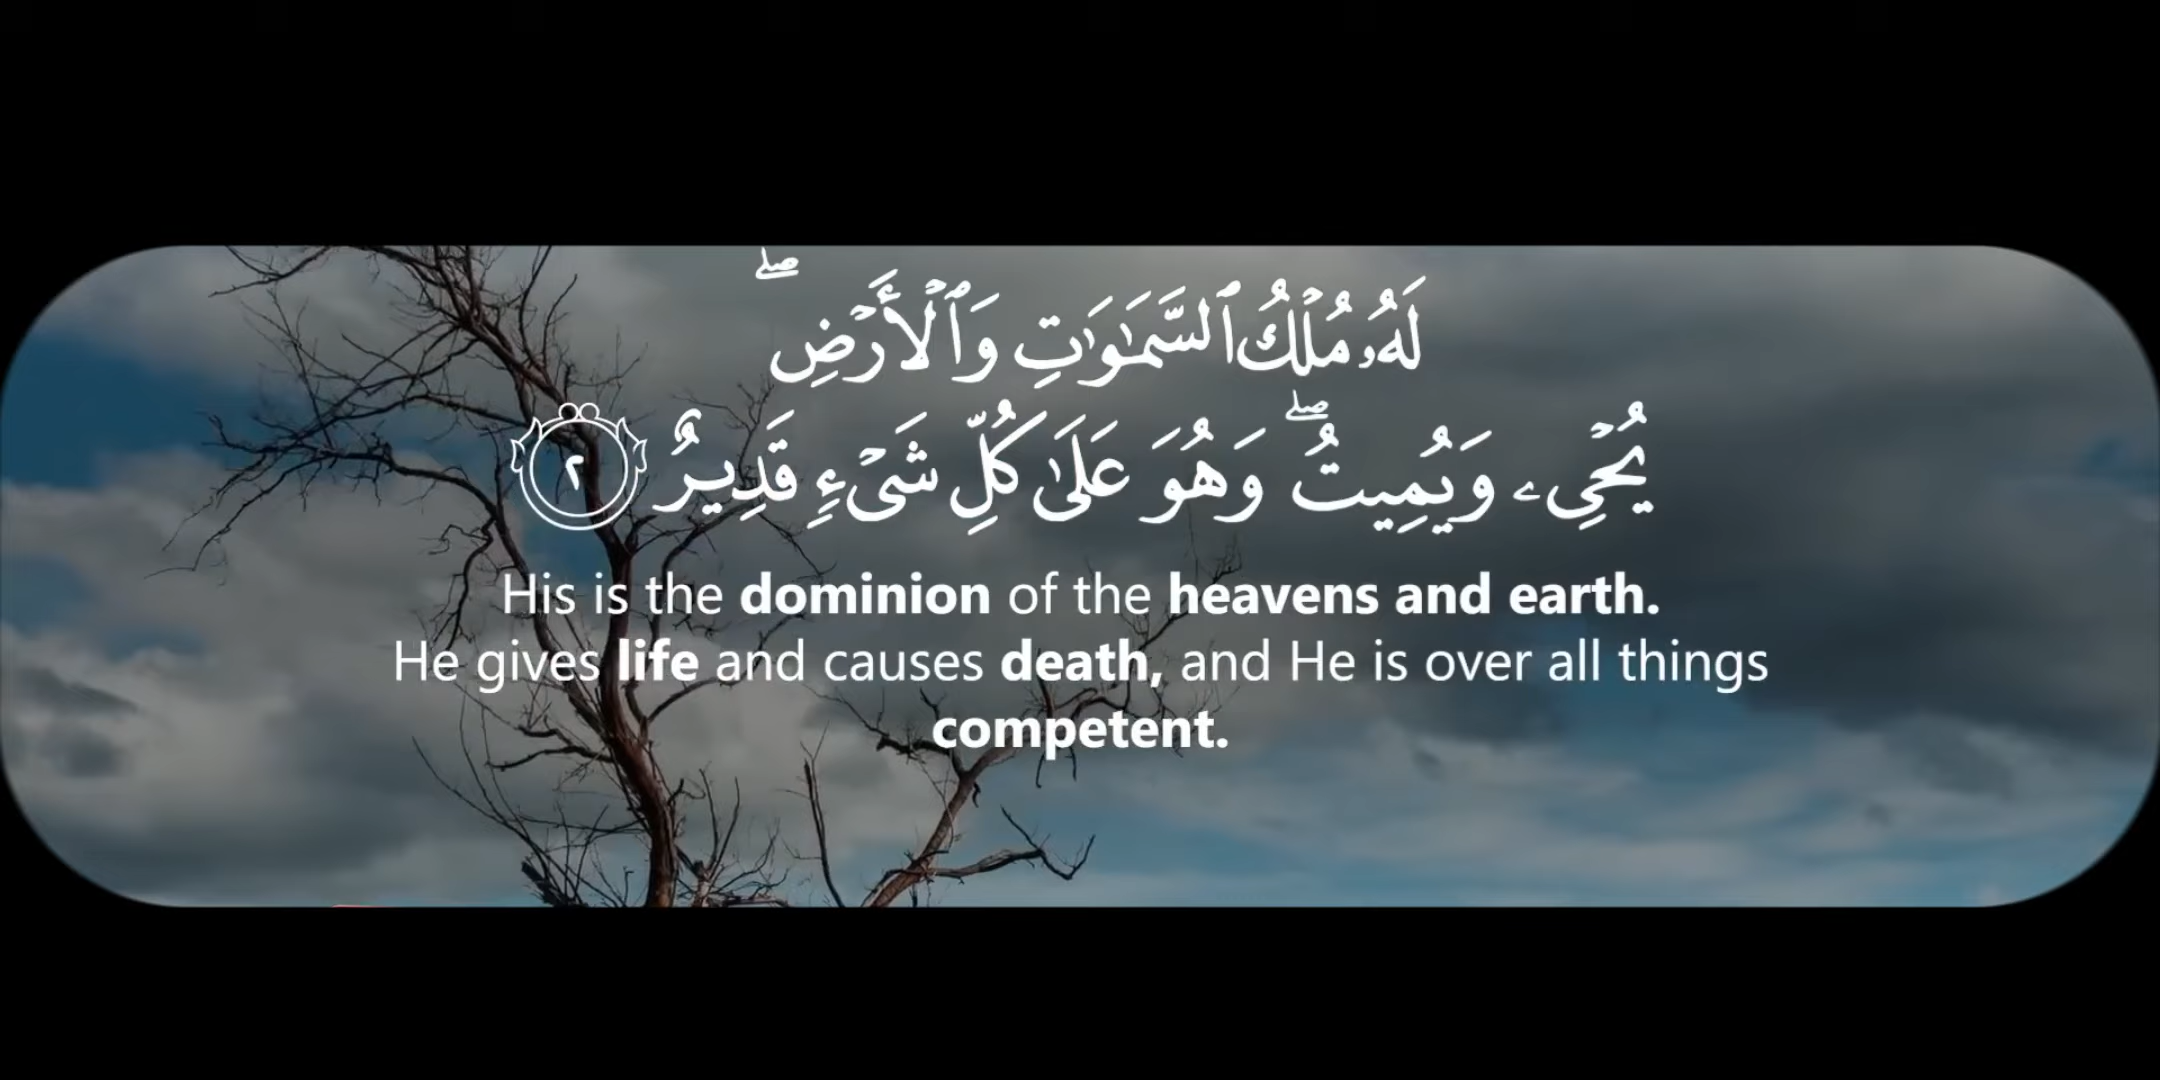 لَهُۥ مُلْكُ ٱلسَّمَـٰوَٰتِ وَٱلْأَرْضِ ۖ
يُحْىِۦ وَيُمِيتُ ۖ وَهُوَ عَلَىٰ كُلِّ شَىْءٍ قَدِيرٌ ٢
His is the dominion of the heavens and earth.
He gives life and causes death, and He is over all things
competent.